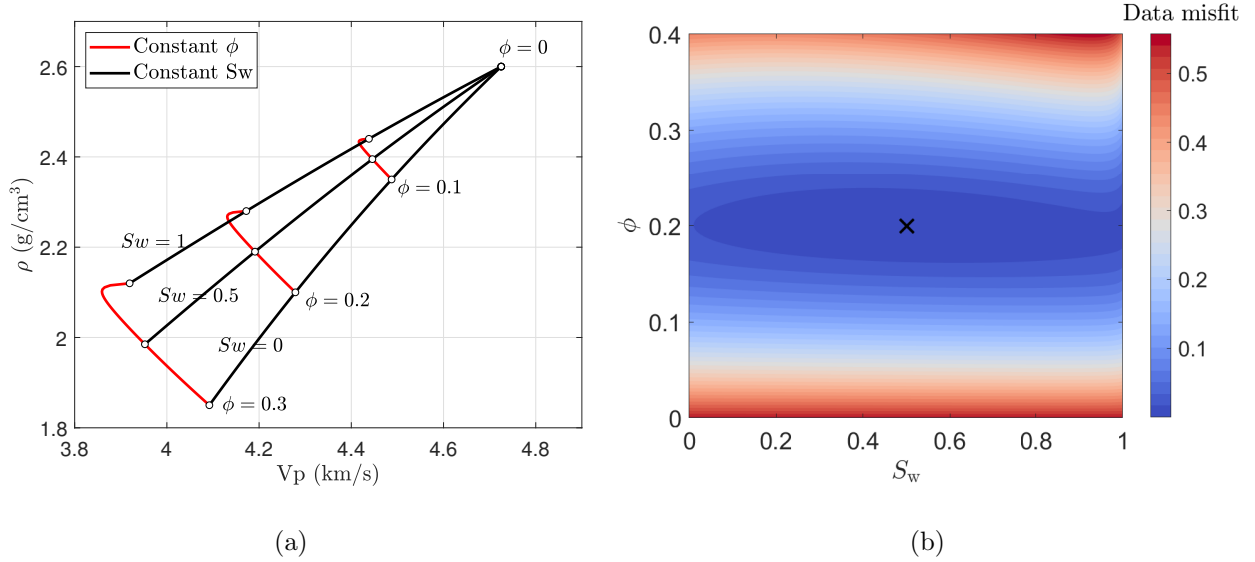 Constant ϕ
Constant Sw
ϕ = 0
ϕ = 0.1
Sw = 1
Sw = 0.5
ϕ = 0.2
Sw = 0
ϕ = 0.3
2.6
2.4
2.2
2
1.8
ρ (g/cm³)
3.8 4 4.2 4.4 4.6 4.8
Vp (km/s)
(a)
Data misfit
0.4
0.3
0.2
0.1
0
ϕ
0 0.2 0.4 0.6 0.8 1
S_w
0.5
0.4
0.3
0.2
0.1
(b)